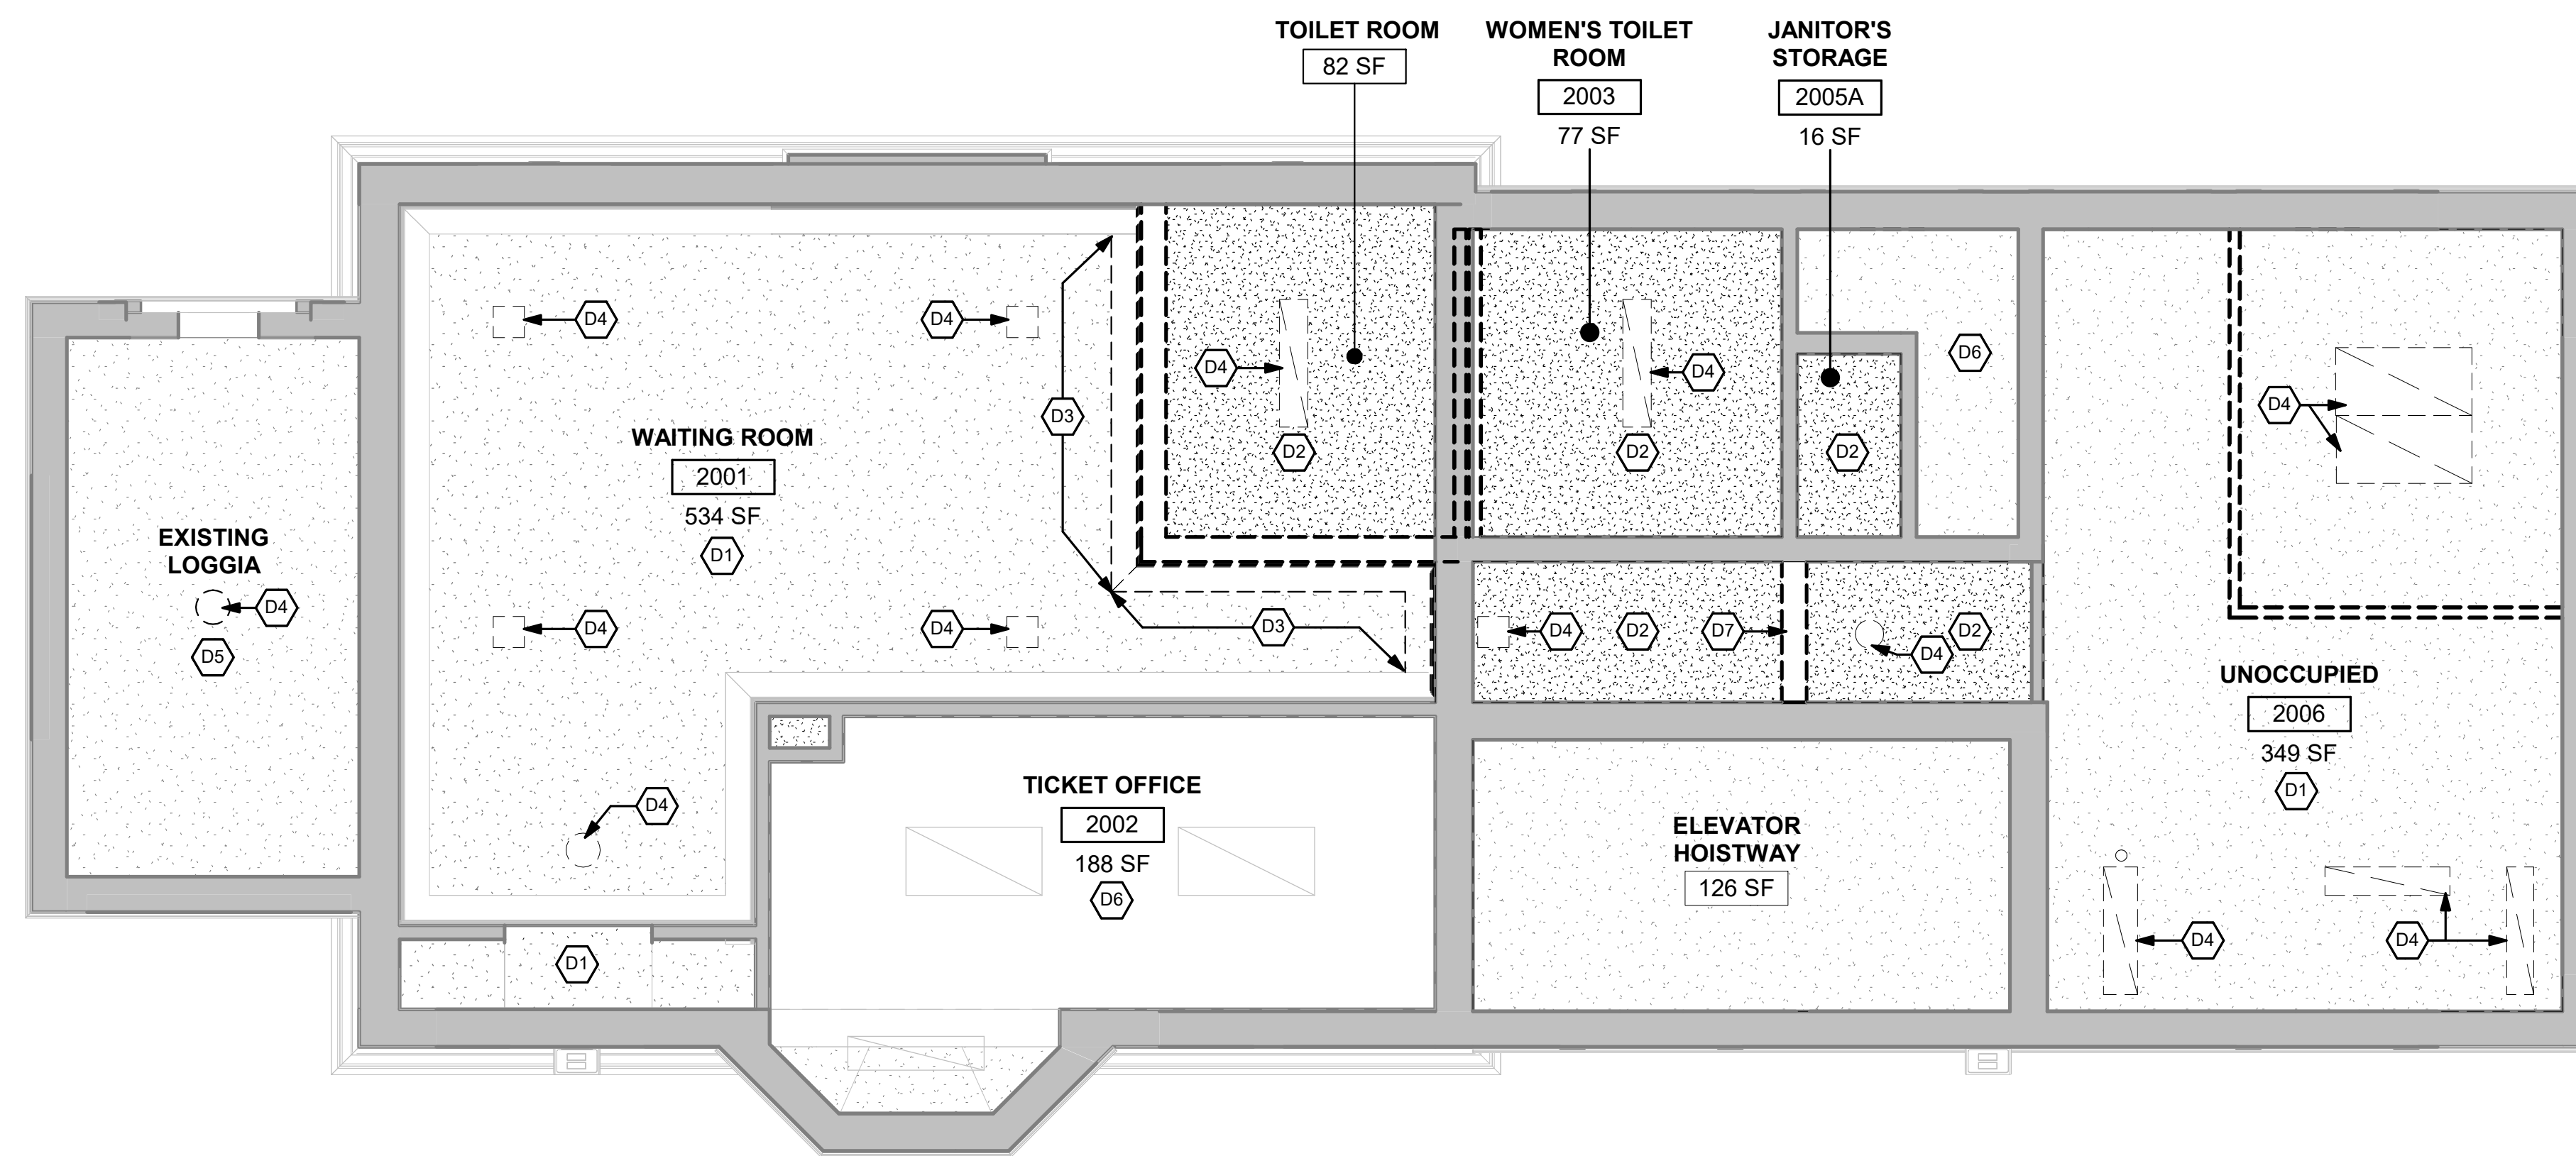 TOILET ROOM
82 SF
WOMEN'S TOILET
ROOM
2003
77 SF
JANITOR'S
STORAGE
2005A
16 SF
D4
D4
D3
D4
D2
D4
D2
D2
D6
D4
WAITING ROOM
2001
534 SF
D1
EXISTING
LOGGIA
D4
D5
D4
D4
D3
D4
D2
D7
D4
D2
UNOCCUPIED
2006
349 SF
D1
D4
TICKET OFFICE
2002
188 SF
D6
ELEVATOR
HOISTWAY
126 SF
D1
D4
D4